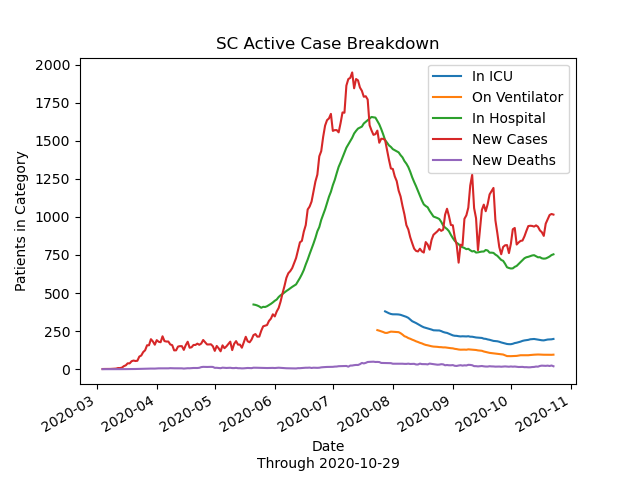 SC Active Case Breakdown
2000
1750
1500
1250
1000
750
500
250
0
Patients in Category
In ICU
On Ventilator
In Hospital
New Cases
New Deaths
2020-03
2020-04
2020-05
2020-06
2020-07
2020-08
2020-09
2020-10
2020-11
Date
Through 2020-10-29